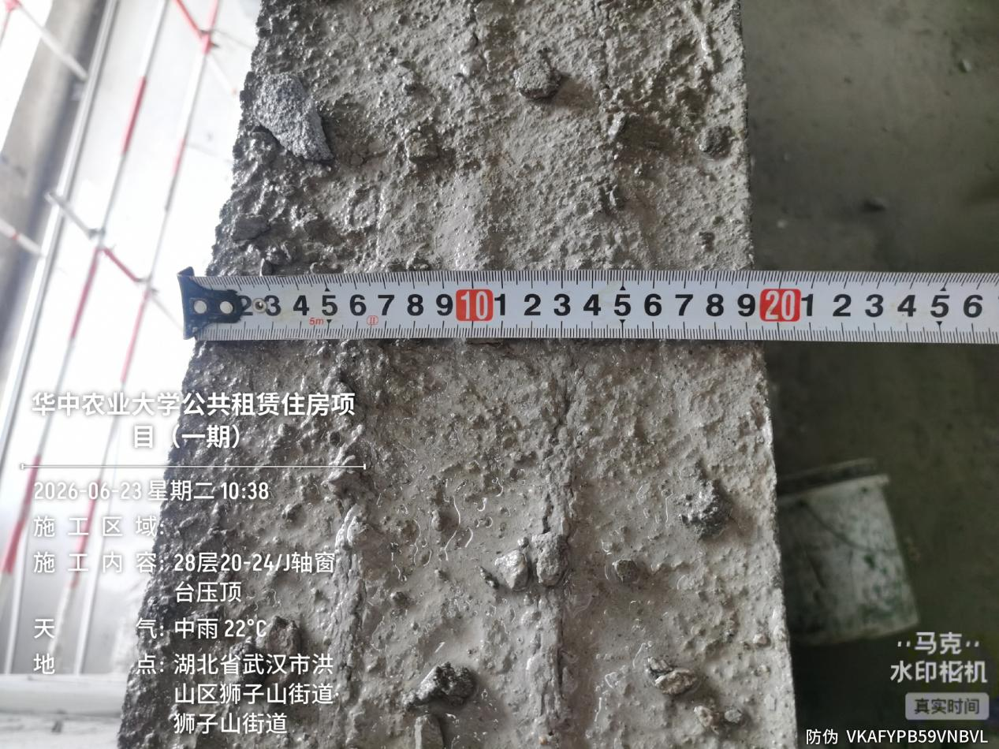 2 3 4 5 6 7 8 9 10 1 2 3 4 5 6 7 8 9 20 1 2 3 4 5 6
5m Ⅱ
华中农业大学公共租赁住房项
目（一期）
2026-06-23 星期二 10:38
施工区域:
施工内容: 28层20-24/J轴窗
台压顶
天气: 中雨 22°C
地点: 湖北省武汉市洪
山区狮子山街道·
狮子山街道
马克
水印相机
真实时间
防伪 VKAFYPB59VNBVL